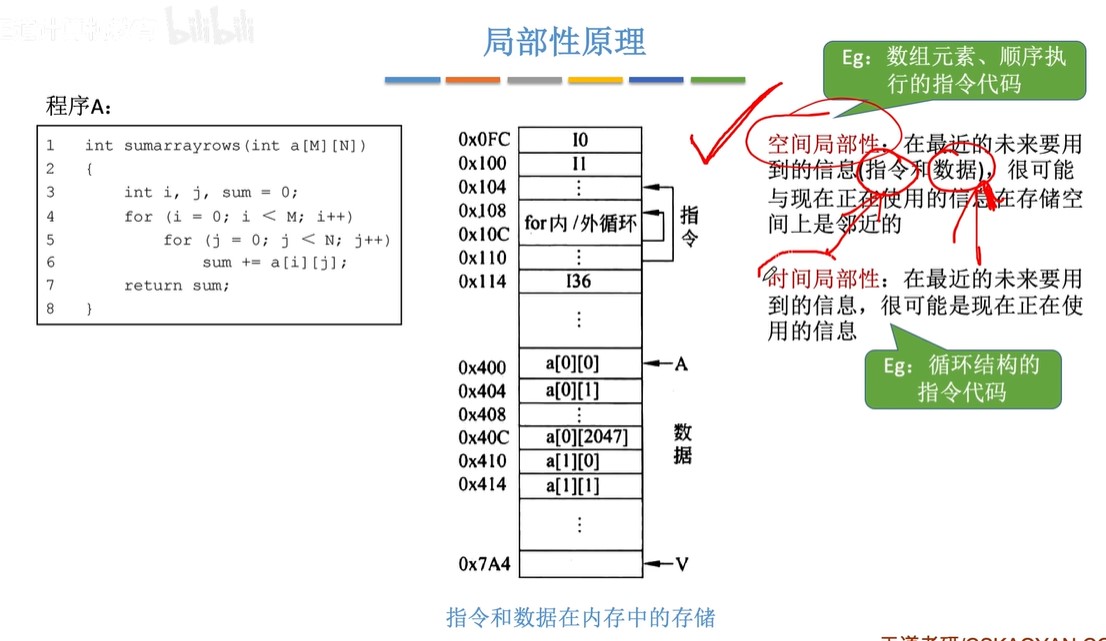 bilibili
局部性原理
Eg：数组元素、顺序执
行的指令代码
程序A：
1 int sumarrayrows(int a[M][N])
2 {
3 int i, j, sum = 0;
4 for (i = 0; i < M; i++)
5 for (j = 0; j < N; j++)
6 sum += a[i][j];
7 return sum;
8 }
0x0FC I0
0x100 I1
0x104 ⋮
0x108
for内/外循环
0x10C
0x110 ⋮
0x114 I36
⋮
指
令
0x400 a[0][0] A
0x404 a[0][1]
0x408 ⋮
0x40C a[0][2047]
0x410 a[1][0]
0x414 a[1][1]
⋮
0x7A4 V
数
据
指令和数据在内存中的存储
空间局部性：在最近的未来要用
到的信息(指令和数据)，很可能
与现在正在使用的信息在存储空
间上是邻近的
时间局部性：在最近的未来要用
到的信息，很可能是现在正在使
用的信息
Eg：循环结构的
指令代码